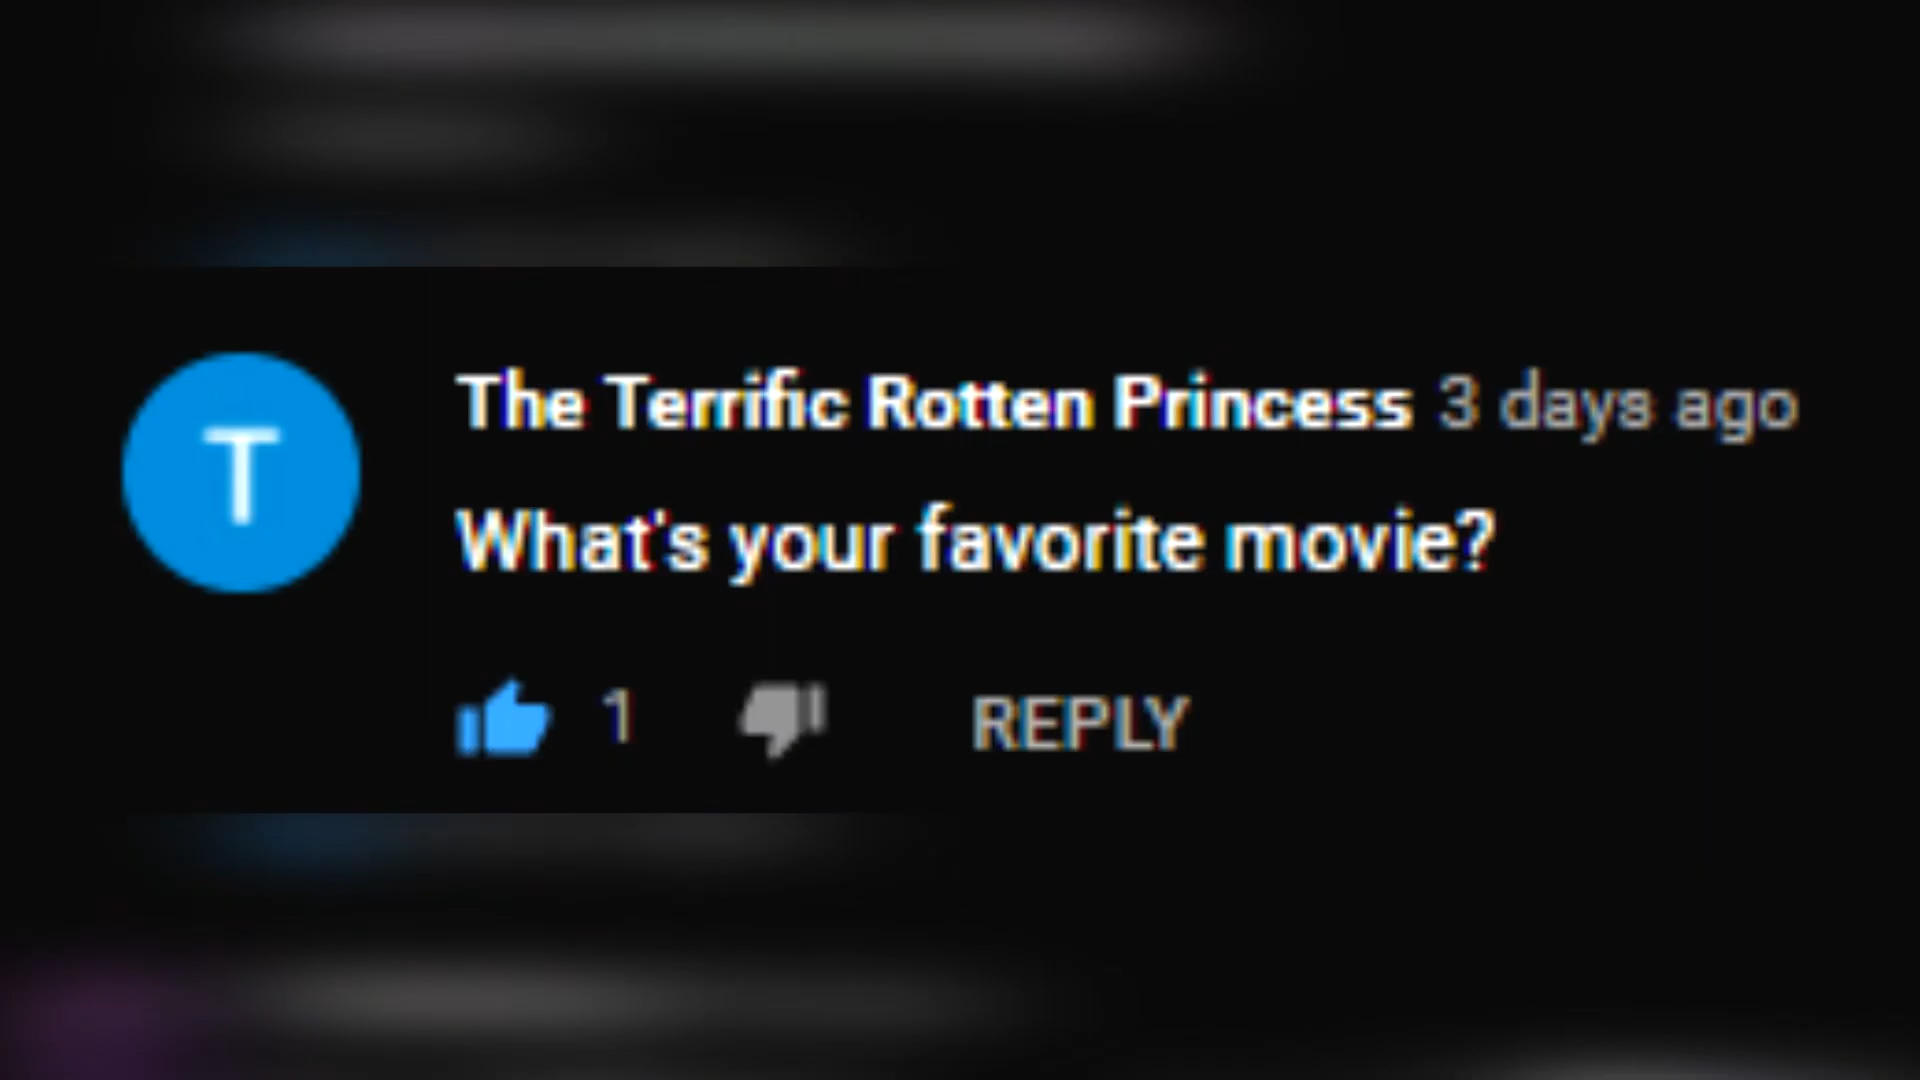 T
The Terrific Rotten Princess 3 days ago
What's your favorite movie?
1 REPLY